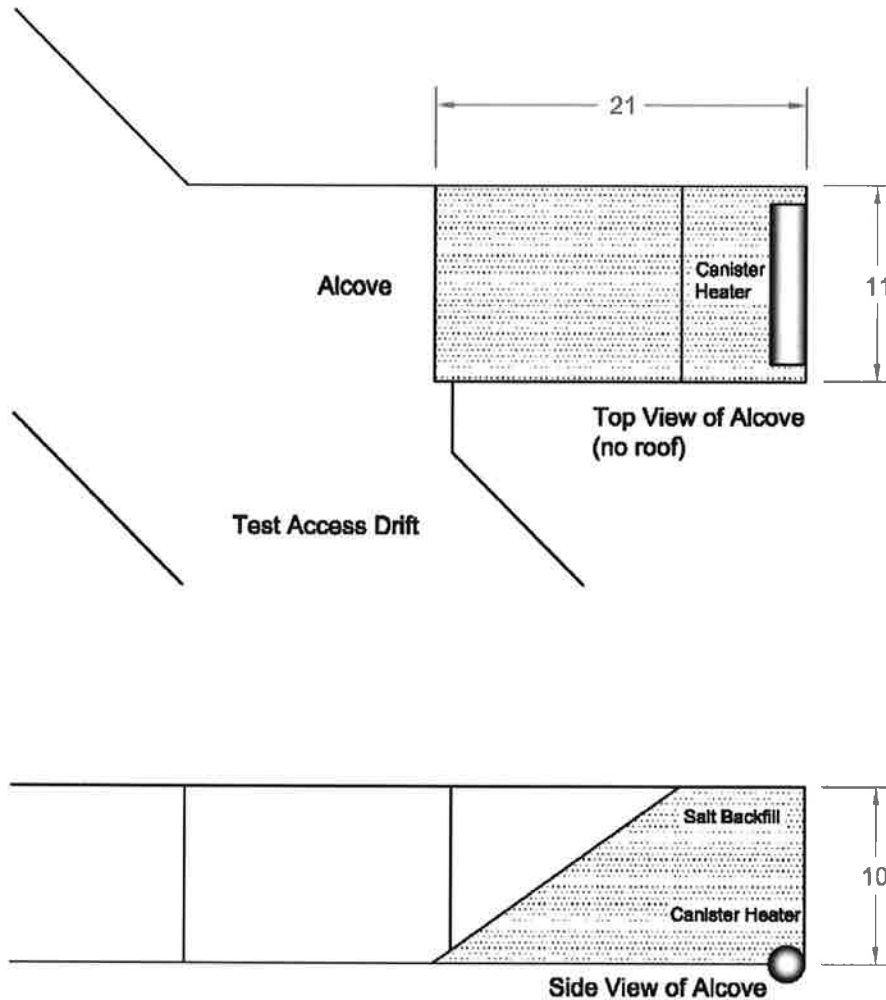 21
Alcove
Canister
Heater
11
Top View of Alcove
(no roof)
Test Access Drift
Salt Backfill
10
Canister Heater
Side View of Alcove